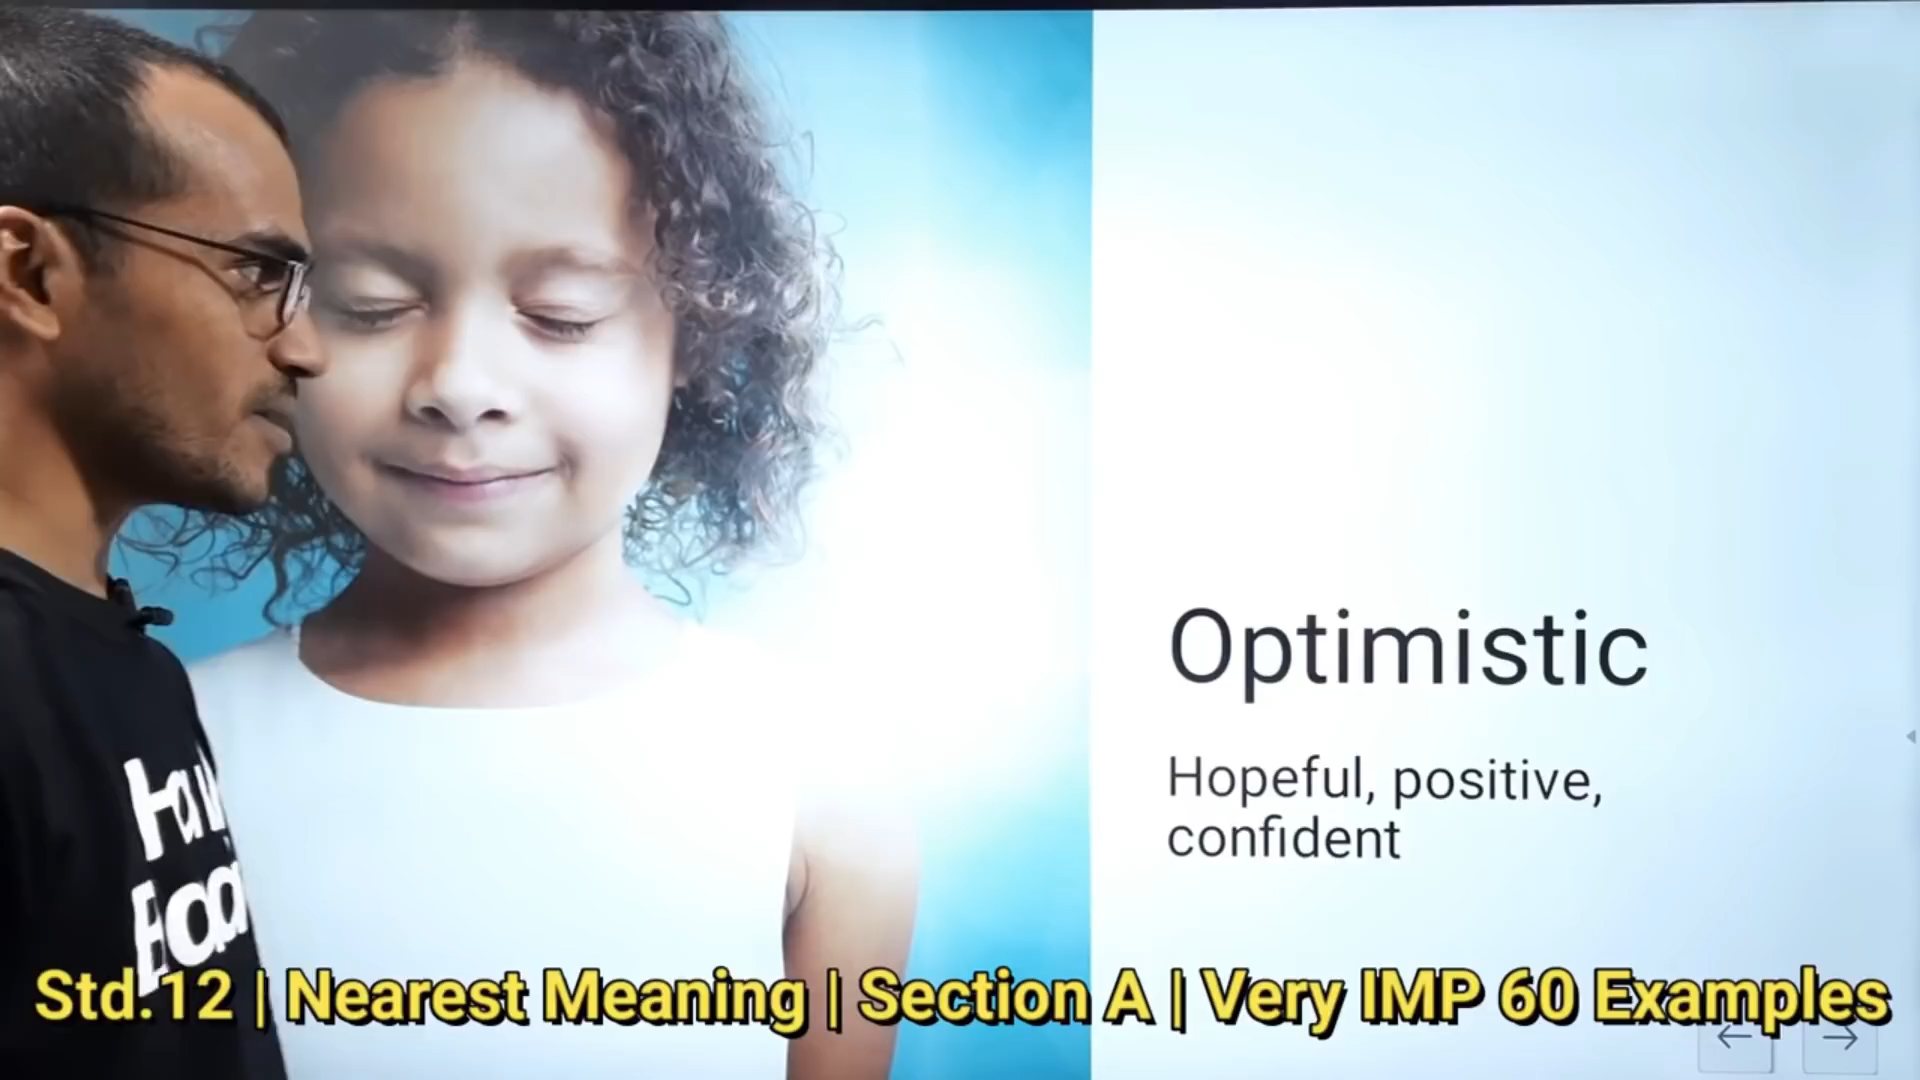 Optimistic
Hopeful, positive,
confident
Std.12 | Nearest Meaning | Section A | Very IMP 60 Examples